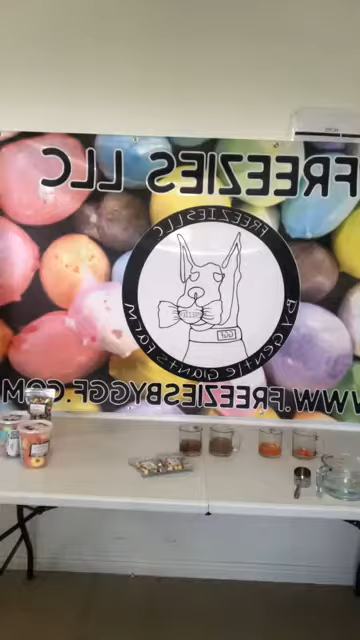 FREEZIES LLC
FREEZIES LLC
BY GENTLE GIANTS FARM
GGF
WWW.FREEZIESBYGGF.COM